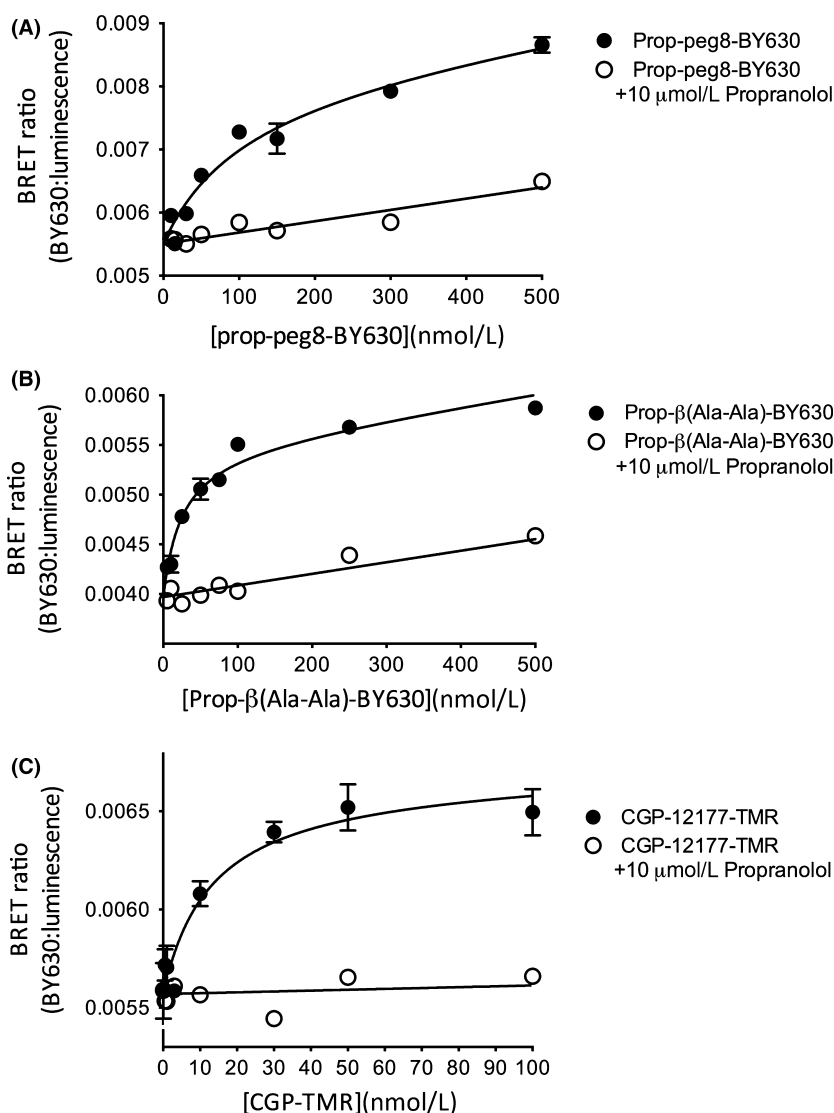 (A)
0.009
0.008
0.007
0.006
0.005
BRET ratio
(BY630:luminescence)
0 100 200 300 400 500
[prop-peg8-BY630](nmol/L)
Prop-peg8-BY630
Prop-peg8-BY630
+10 μmol/L Propranolol
(B)
0.0060
0.0055
0.0050
0.0045
0.0040
BRET ratio
(BY630:luminescence)
0 100 200 300 400 500
[Prop-β(Ala-Ala)-BY630](nmol/L)
Prop-β(Ala-Ala)-BY630
Prop-β(Ala-Ala)-BY630
+10 μmol/L Propranolol
(C)
0.0065
0.0060
0.0055
BRET ratio
(BY630:luminescence)
0 10 20 30 40 50 60 70 80 90 100
[CGP-TMR](nmol/L)
CGP-12177-TMR
CGP-12177-TMR
+10 μmol/L Propranolol